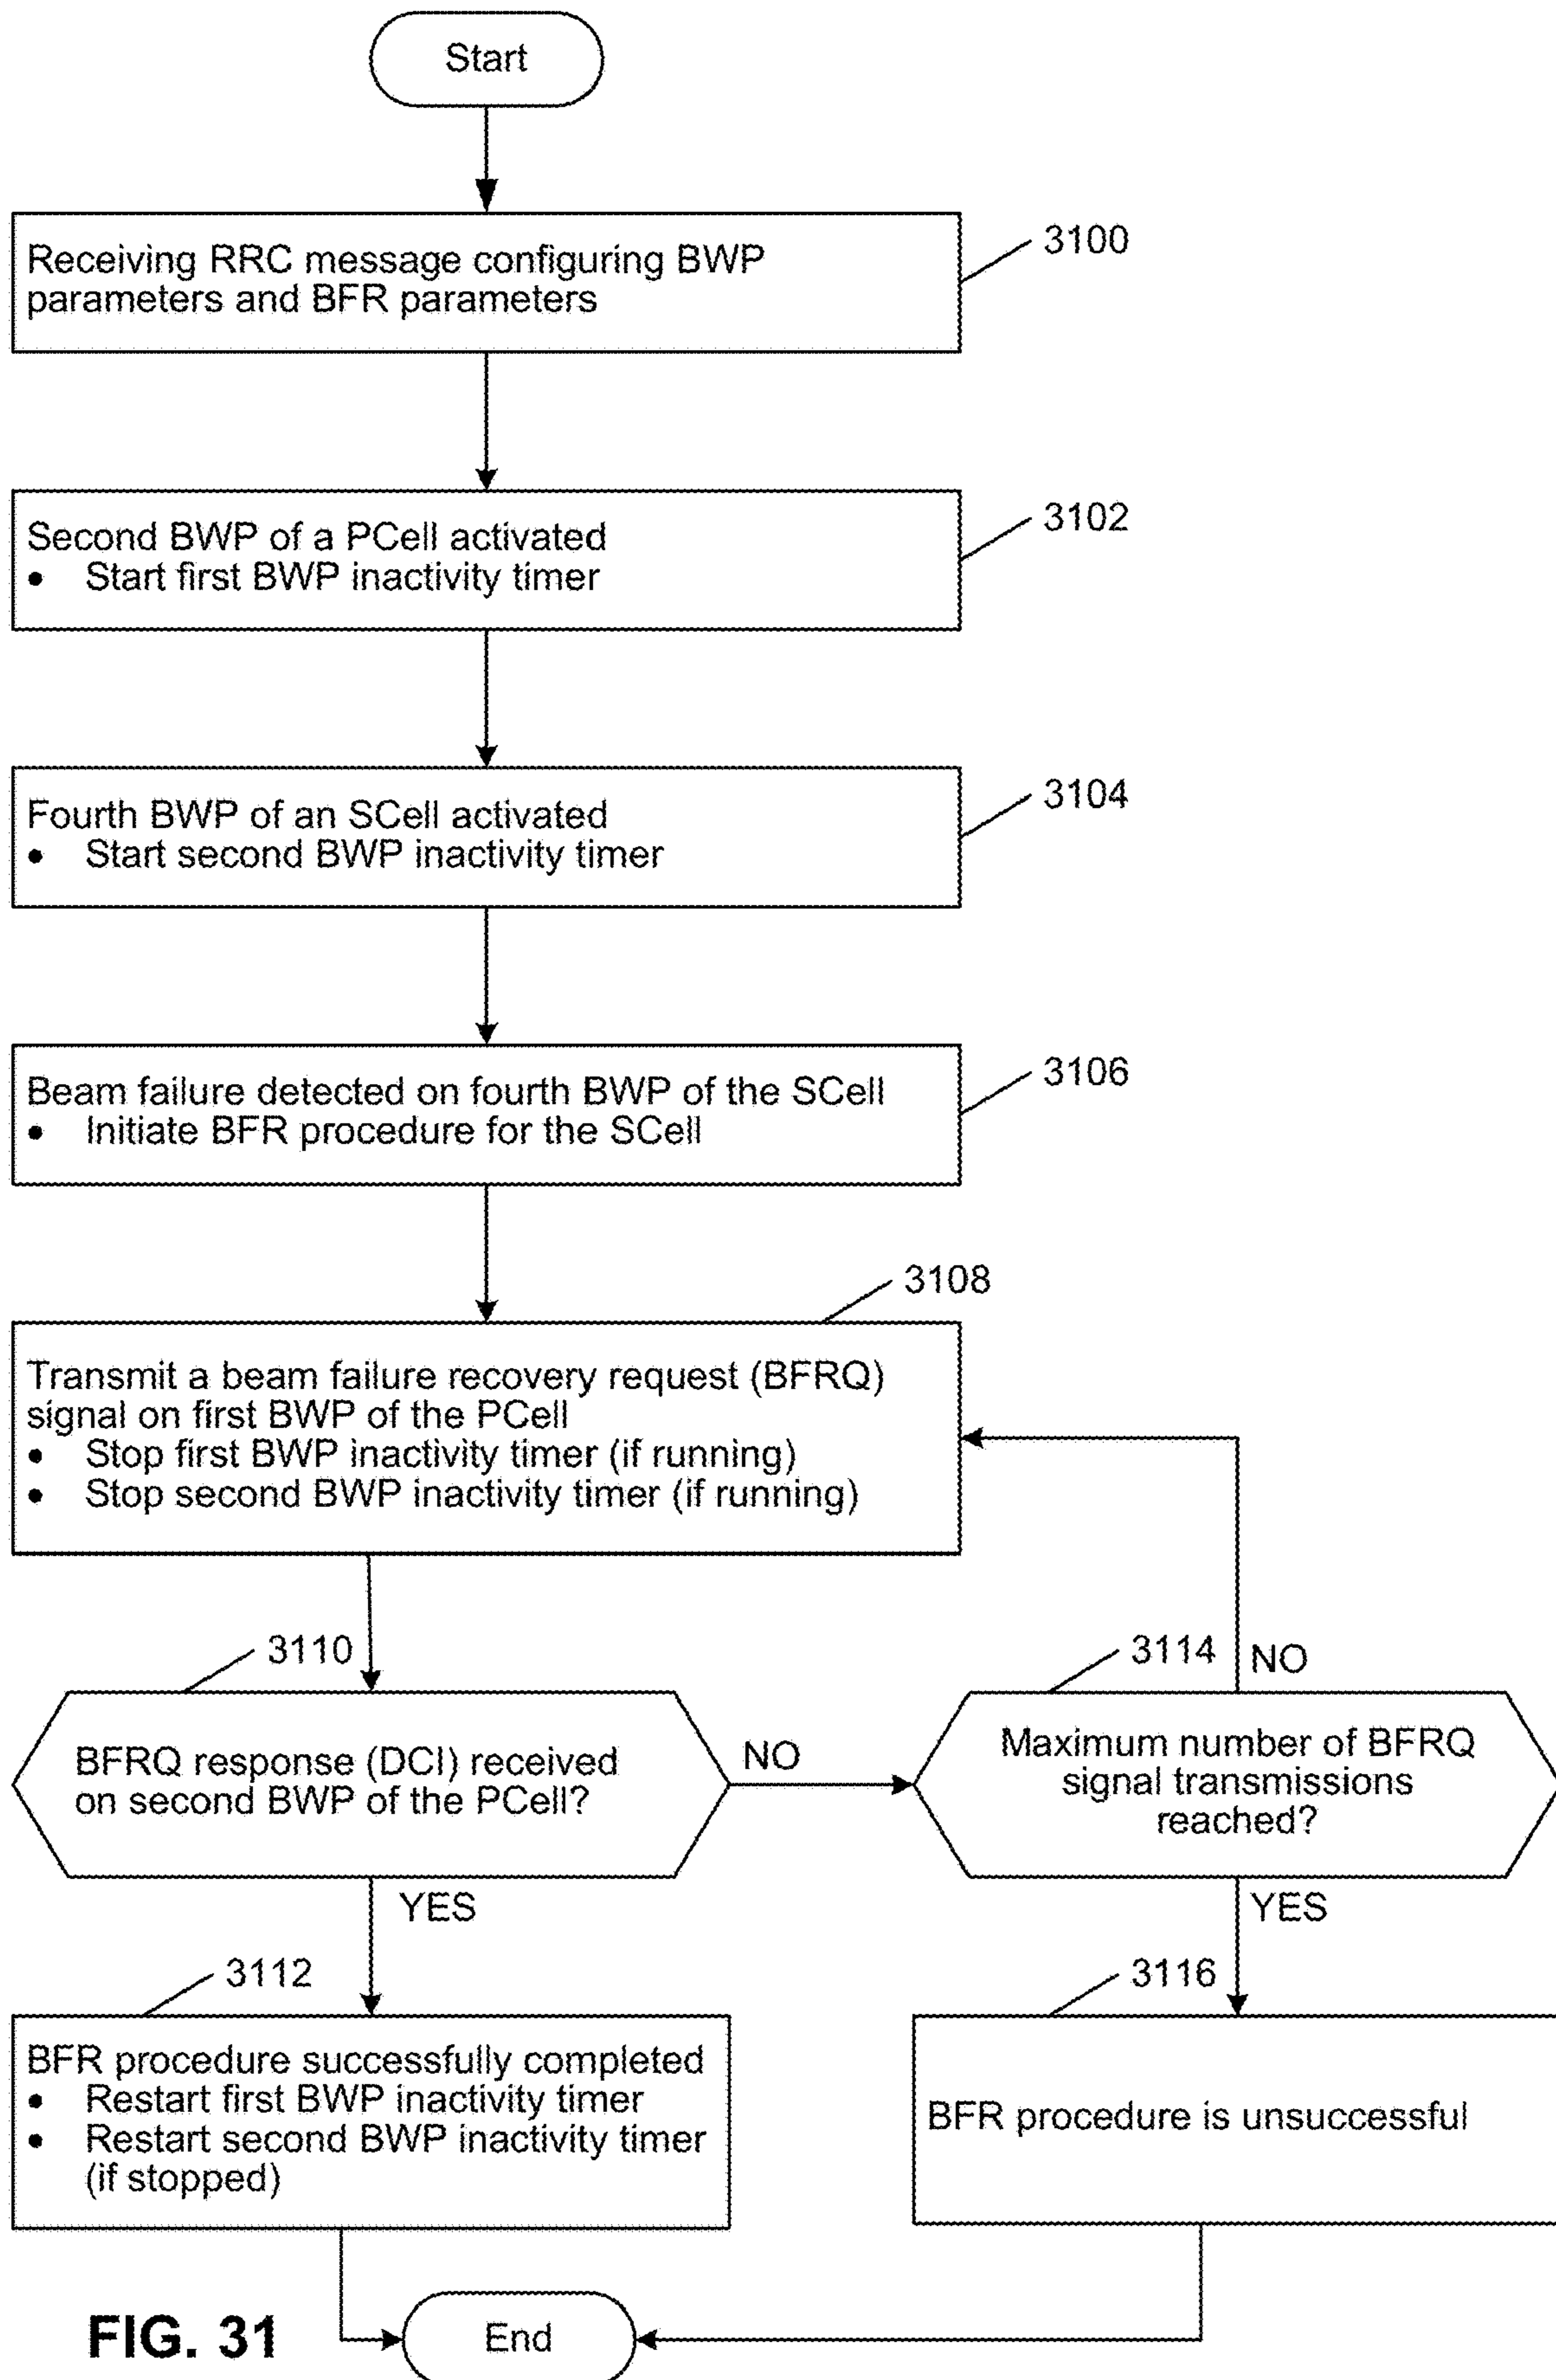 Start
3100
Receiving RRC message configuring BWP
parameters and BFR parameters
3102
Second BWP of a PCell activated
• Start first BWP inactivity timer
3104
Fourth BWP of an SCell activated
• Start second BWP inactivity timer
3106
Beam failure detected on fourth BWP of the SCell
• Initiate BFR procedure for the SCell
3108
Transmit a beam failure recovery request (BFRQ)
signal on first BWP of the PCell
• Stop first BWP inactivity timer (if running)
• Stop second BWP inactivity timer (if running)
3110
BFRQ response (DCI) received
on second BWP of the PCell?
NO
3114
NO
Maximum number of BFRQ
signal transmissions
reached?
YES
YES
3112
BFR procedure successfully completed
• Restart first BWP inactivity timer
• Restart second BWP inactivity timer
(if stopped)
3116
BFR procedure is unsuccessful
End
FIG. 31